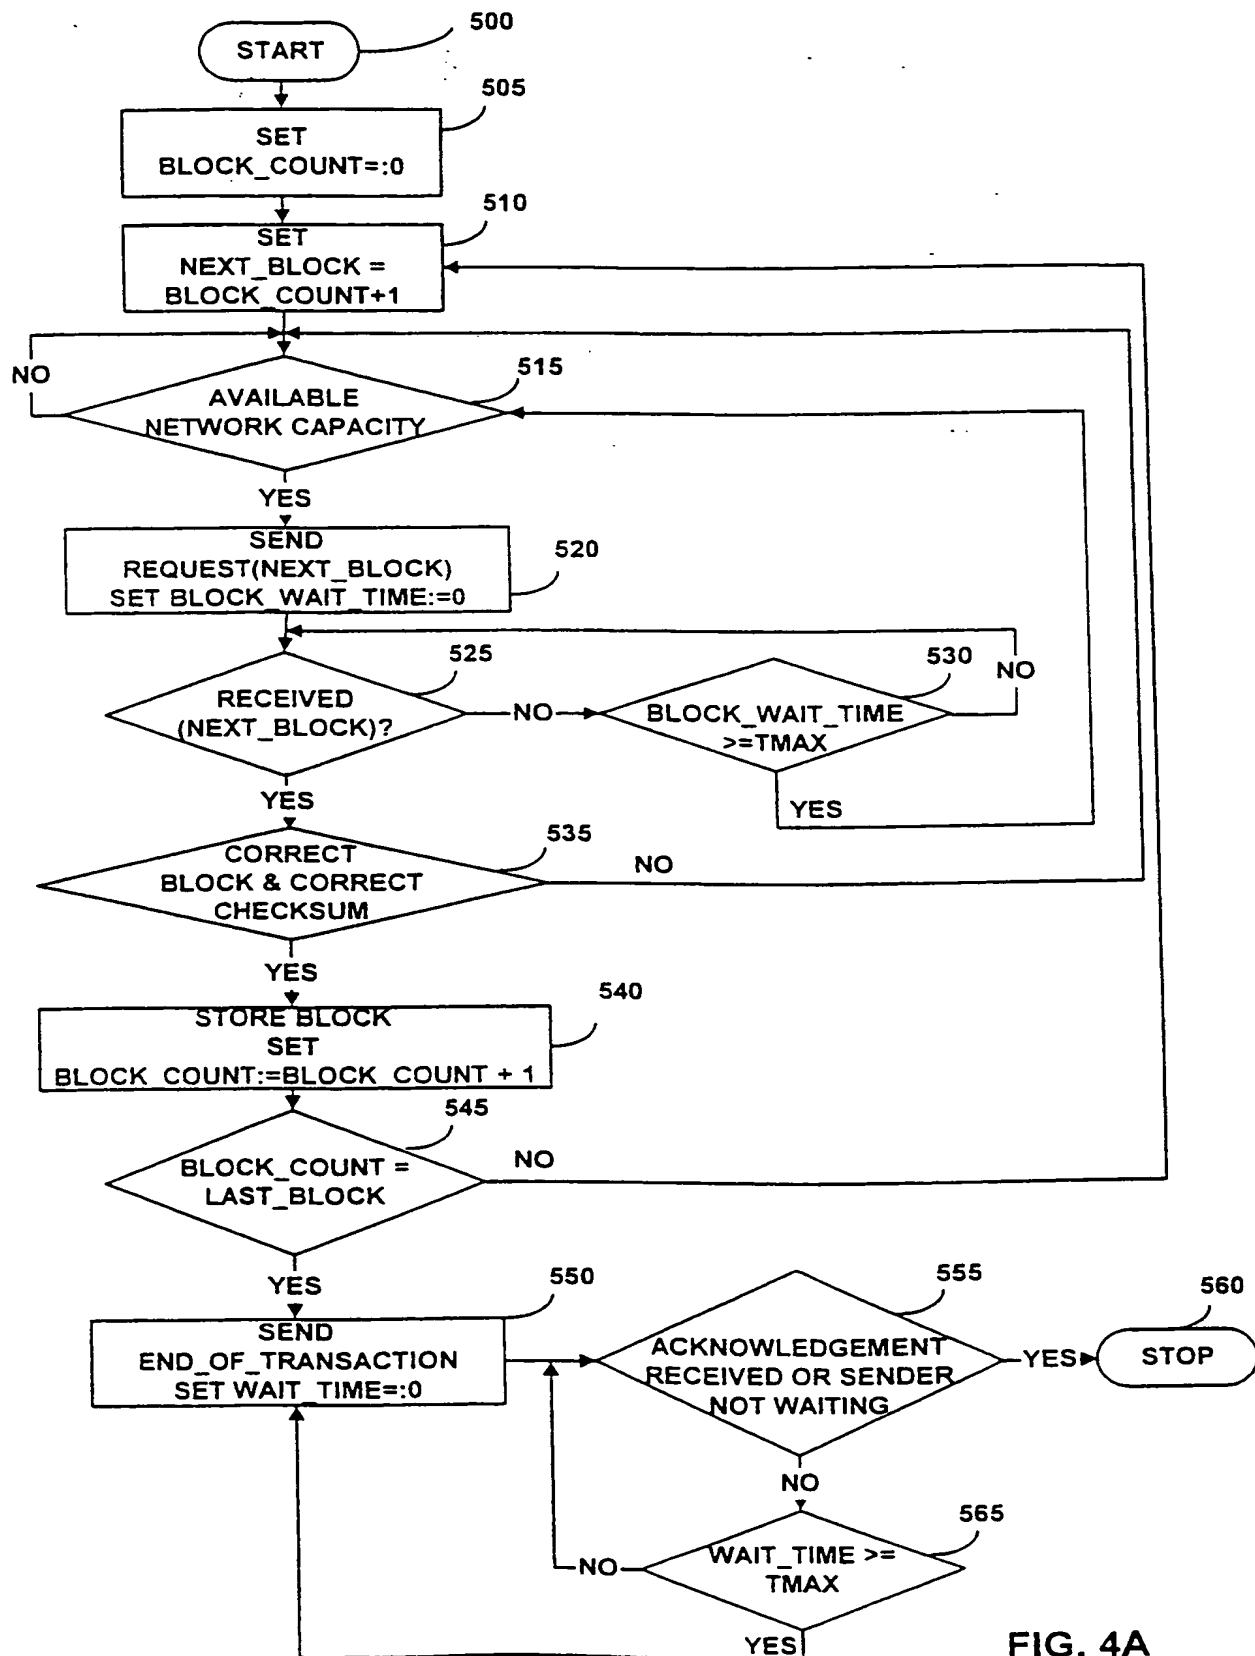 500
START
505
SET
BLOCK_COUNT=:0
510
SET
NEXT_BLOCK =
BLOCK_COUNT+1
NO
515
AVAILABLE
NETWORK CAPACITY
YES
SEND
REQUEST(NEXT_BLOCK)
SET BLOCK_WAIT_TIME:=0
520
525
RECEIVED
(NEXT_BLOCK)?
NO
530
BLOCK_WAIT_TIME
>=TMAX
NO
YES
YES
535
CORRECT
BLOCK & CORRECT
CHECKSUM
NO
YES
540
STORE BLOCK
SET
BLOCK_COUNT:=BLOCK_COUNT + 1
545
BLOCK_COUNT =
LAST_BLOCK
NO
YES
550
SEND
END_OF_TRANSACTION
SET WAIT_TIME=:0
555
ACKNOWLEDGEMENT
RECEIVED OR SENDER
NOT WAITING
YES
560
STOP
NO
565
WAIT_TIME >=
TMAX
NO
YES
FIG. 4A